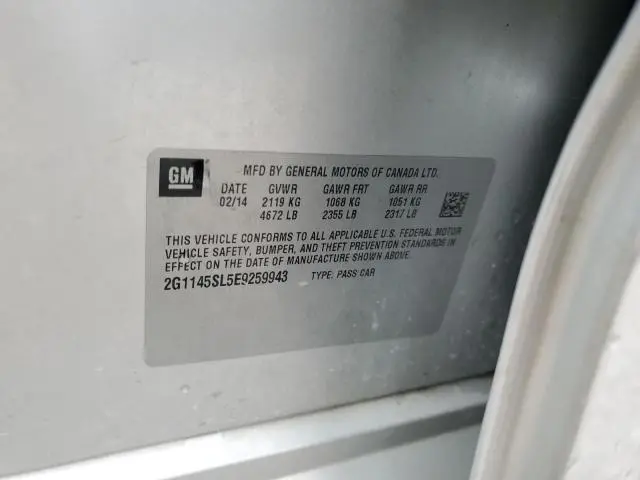 GM
MFD BY GENERAL MOTORS OF CANADA LTD.
DATE GVWR GAWR FRT GAWR RR
02/14 2119 KG 1068 KG 1051 KG
4672 LB 2355 LB 2317 LB
THIS VEHICLE CONFORMS TO ALL APPLICABLE U.S. FEDERAL MOTOR
VEHICLE SAFETY, BUMPER, AND THEFT PREVENTION STANDARDS IN
EFFECT ON THE DATE OF MANUFACTURE SHOWN ABOVE.
2G1145SL5E9259943 TYPE: PASS CAR